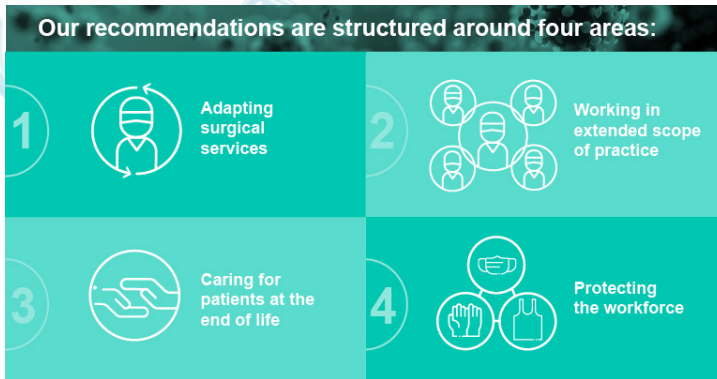 Our recommendations are structured around four areas:
1
Adapting
surgical
services
2
Working in
extended scope
of practice
3
Caring for
patients at the
end of life
4
Protecting
the workforce